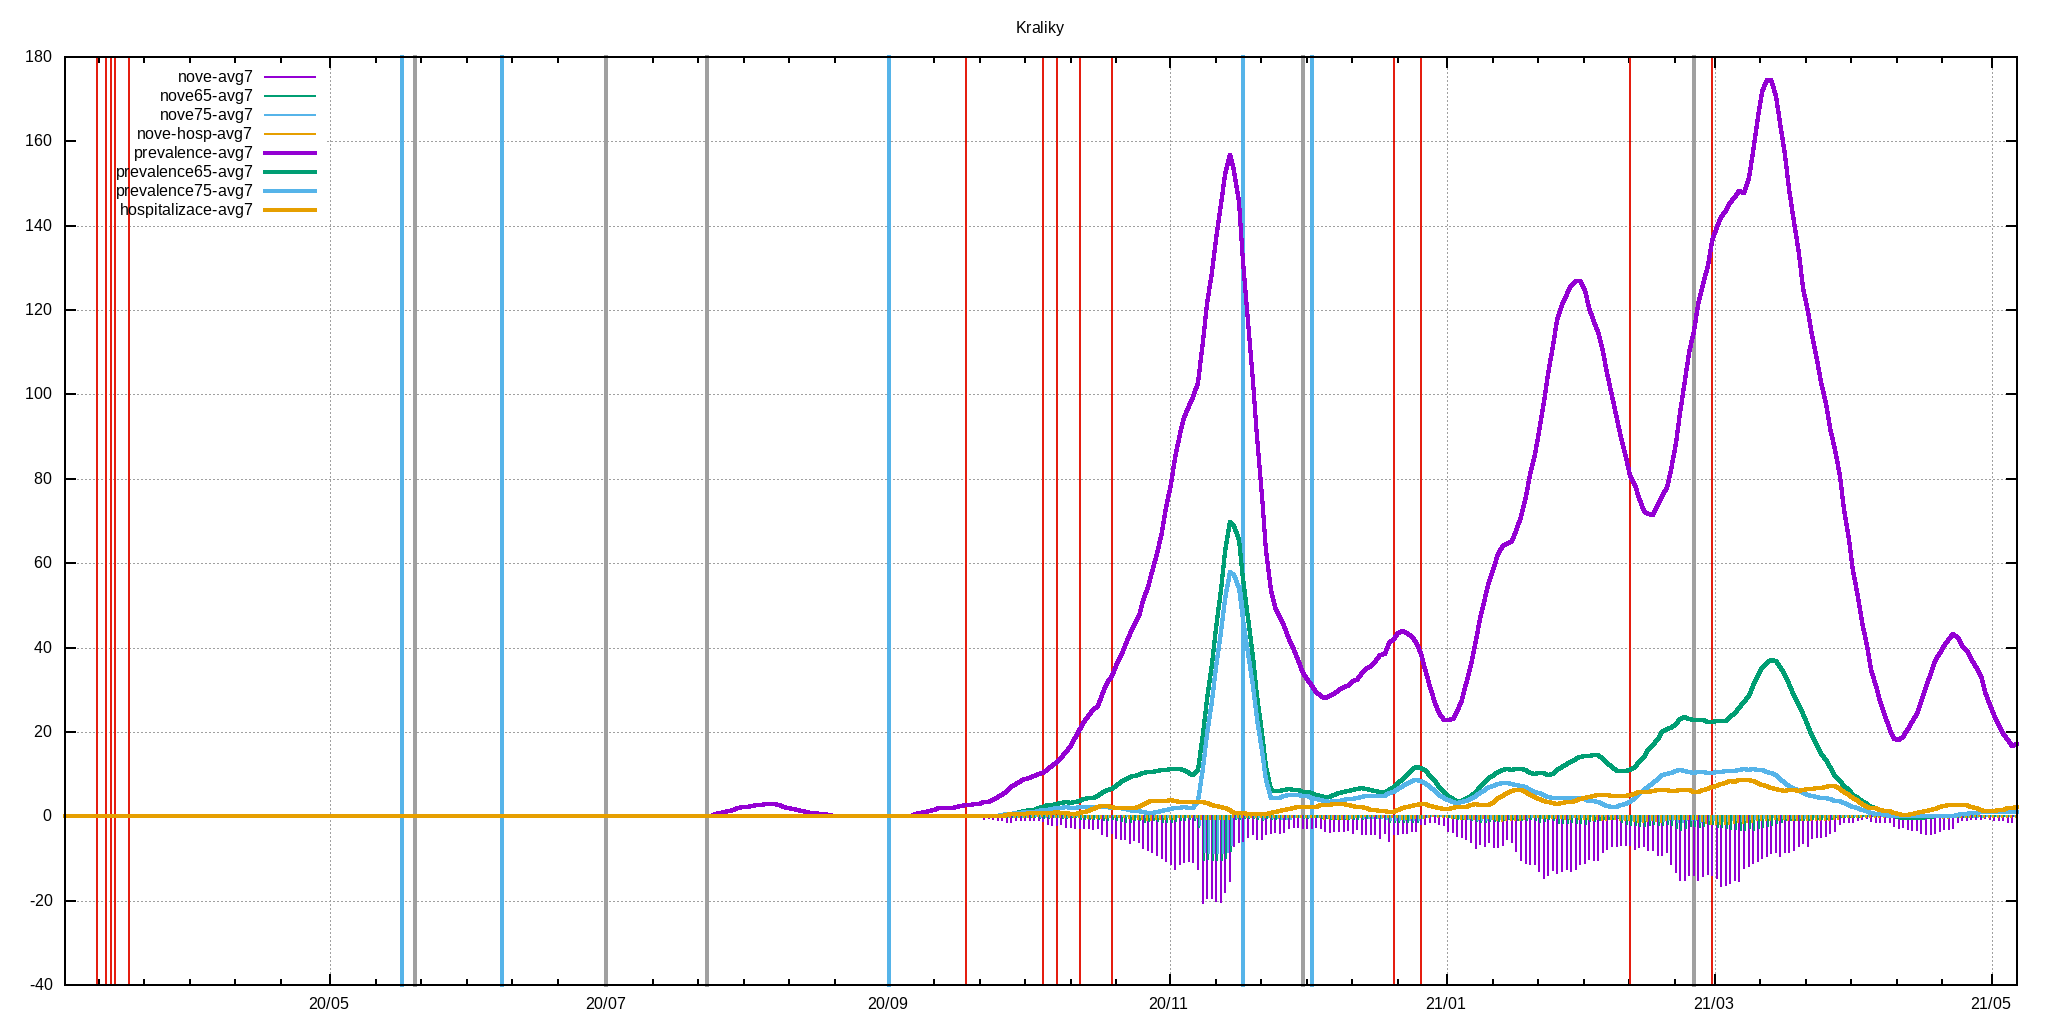 Kraliky
180
160
140
120
100
80
60
40
20
0
-20
-40
nove-avg7
nove65-avg7
nove75-avg7
nove-hosp-avg7
prevalence-avg7
prevalence65-avg7
prevalence75-avg7
hospitalizace-avg7
20/05 20/07 20/09 20/11 21/01 21/03 21/05